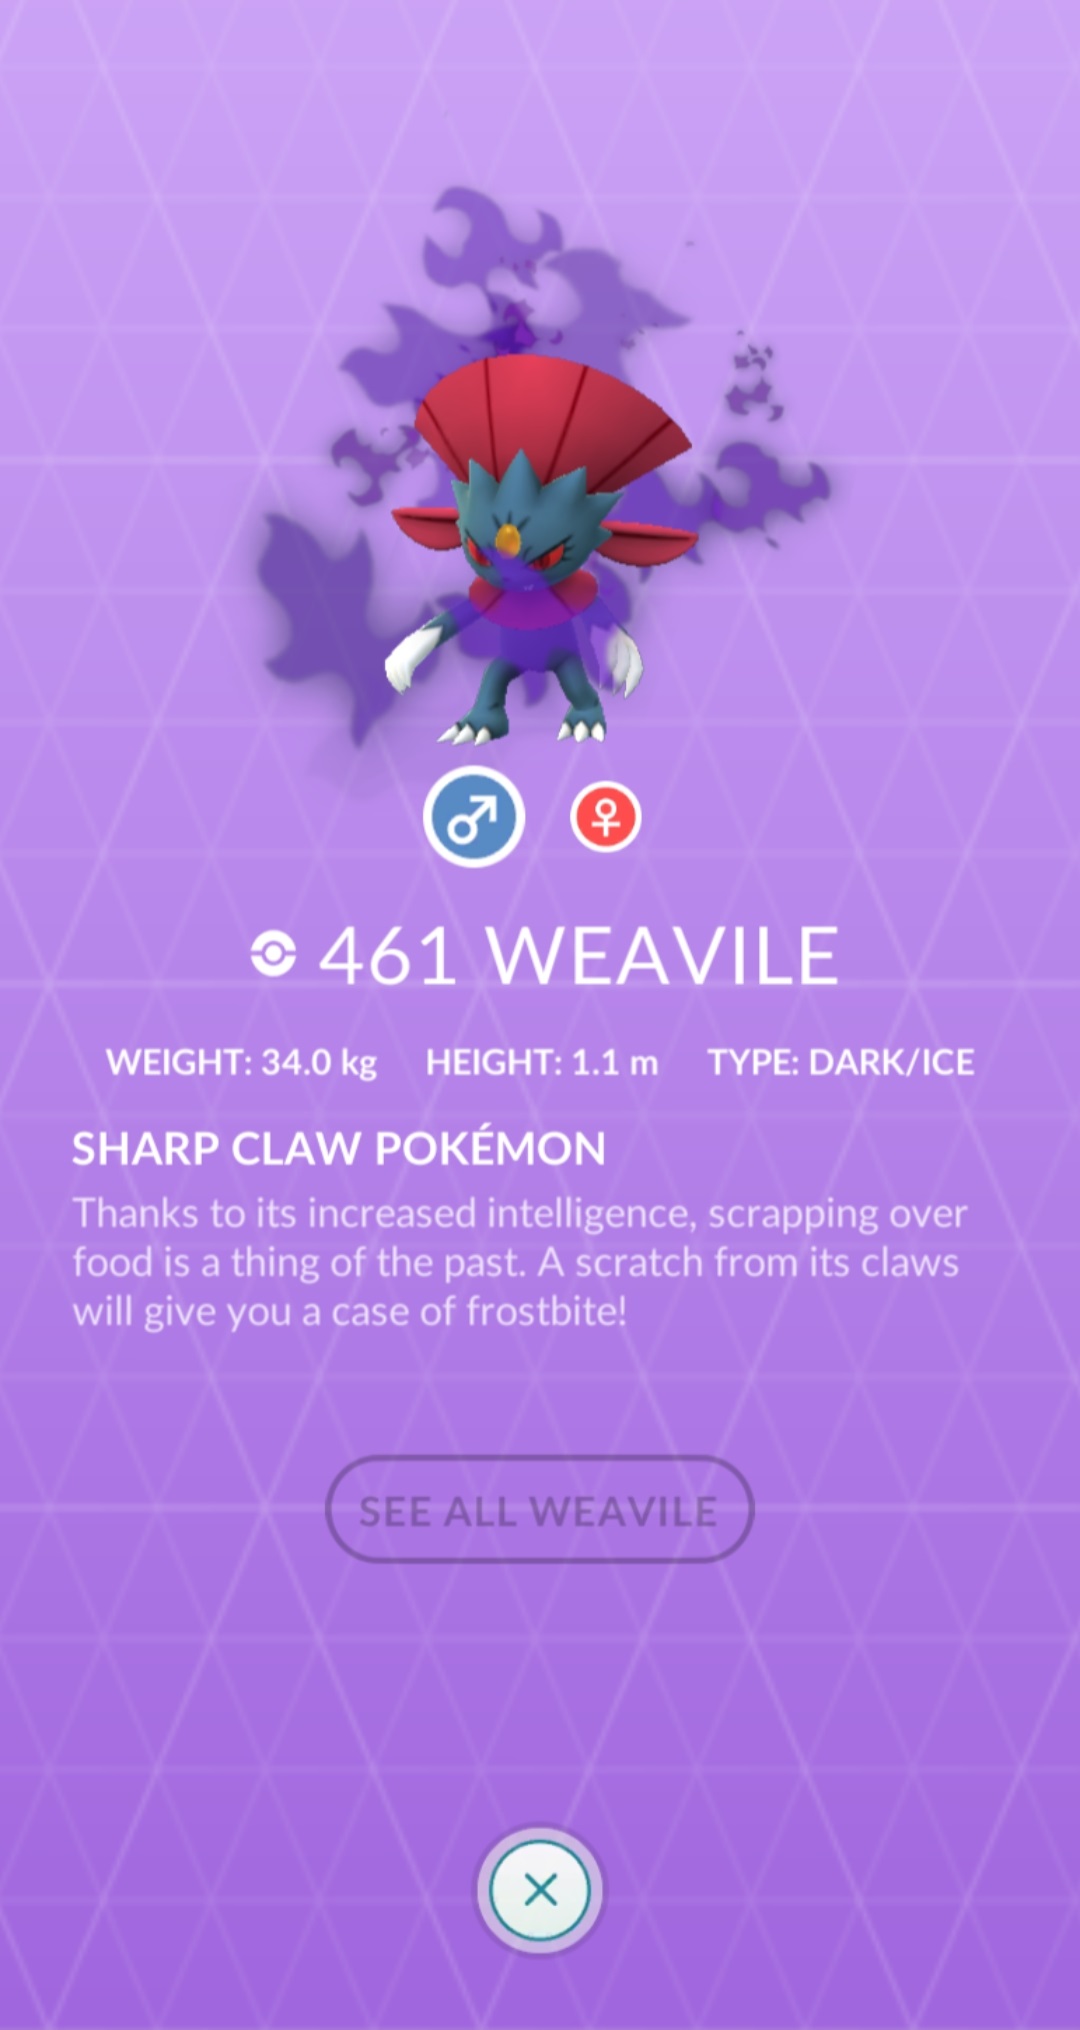 461 WEAVILE
WEIGHT: 34.0 kg HEIGHT: 1.1 m TYPE: DARK/ICE
SHARP CLAW POKÉMON
Thanks to its increased intelligence, scrapping over
food is a thing of the past. A scratch from its claws
will give you a case of frostbite!
SEE ALL WEAVILE